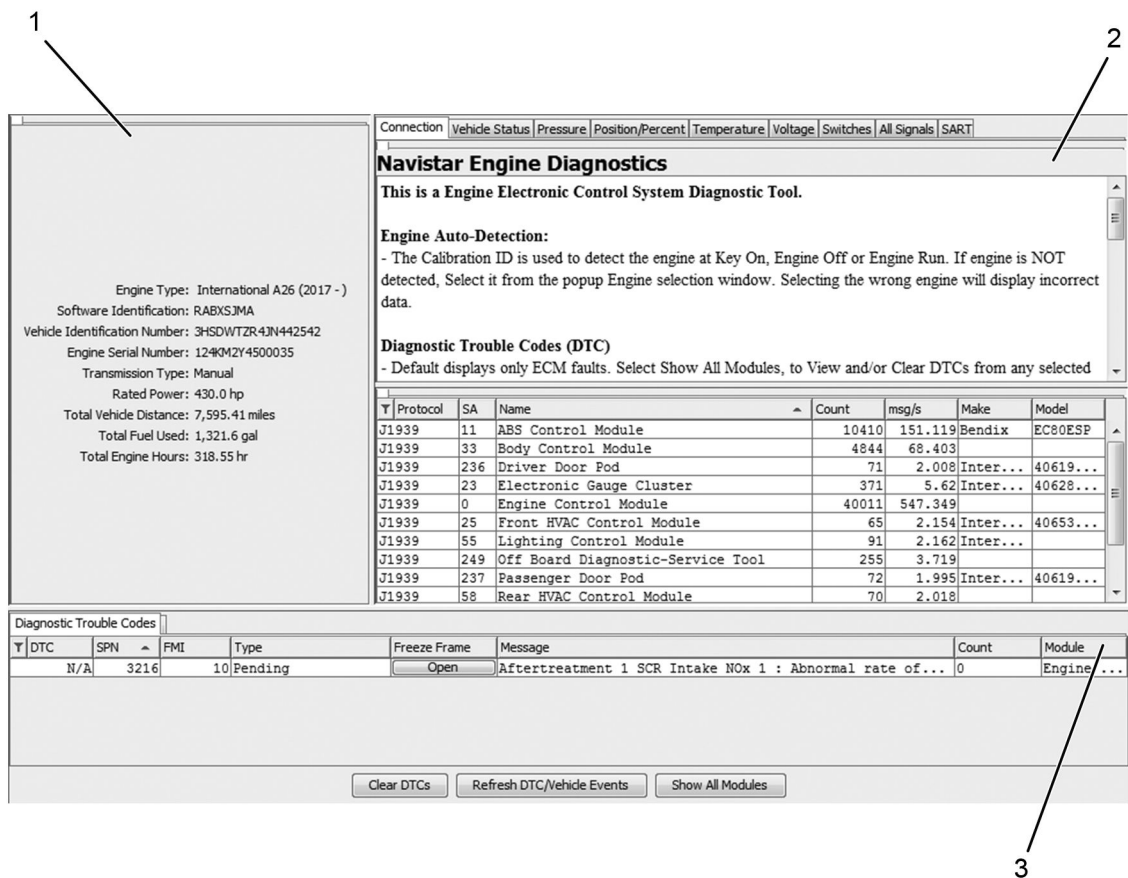 1
2
Engine Type: International A26 (2017 - )
Software Identification: RABXSJMA
Vehicle Identification Number: 3HSDWTZR4JN442542
Engine Serial Number: 124KM2Y4500035
Transmission Type: Manual
Rated Power: 430.0 hp
Total Vehicle Distance: 7,595.41 miles
Total Fuel Used: 1,321.6 gal
Total Engine Hours: 318.55 hr
Connection Vehicle Status Pressure Position/Percent Temperature Voltage Switches All Signals SART
Navistar Engine Diagnostics
This is a Engine Electronic Control System Diagnostic Tool.
Engine Auto-Detection:
- The Calibration ID is used to detect the engine at Key On, Engine Off or Engine Run. If engine is NOT
detected, Select it from the popup Engine selection window. Selecting the wrong engine will display incorrect
data.
Diagnostic Trouble Codes (DTC)
- Default displays only ECM faults. Select Show All Modules, to View and/or Clear DTCs from any selected
Protocol SA Name Count msg/s Make Model
J1939 11 ABS Control Module 10410 151.119 Bendix EC80ESP
J1939 33 Body Control Module 4844 68.403
J1939 236 Driver Door Pod 71 2.008 Inter... 40619...
J1939 23 Electronic Gauge Cluster 371 5.62 Inter... 40628...
J1939 0 Engine Control Module 40011 547.349
J1939 25 Front HVAC Control Module 65 2.154 Inter... 40653...
J1939 55 Lighting Control Module 91 2.162 Inter...
J1939 249 Off Board Diagnostic-Service Tool 255 3.719
J1939 237 Passenger Door Pod 72 1.995 Inter... 40619...
J1939 58 Rear HVAC Control Module 70 2.018
Diagnostic Trouble Codes
DTC SPN FMI Type Freeze Frame Message Count Module
N/A 3216 10 Pending Open Aftertreatment 1 SCR Intake NOx 1 : Abnormal rate of... 0 Engine ...
Clear DTCs Refresh DTC/Vehicle Events Show All Modules
3